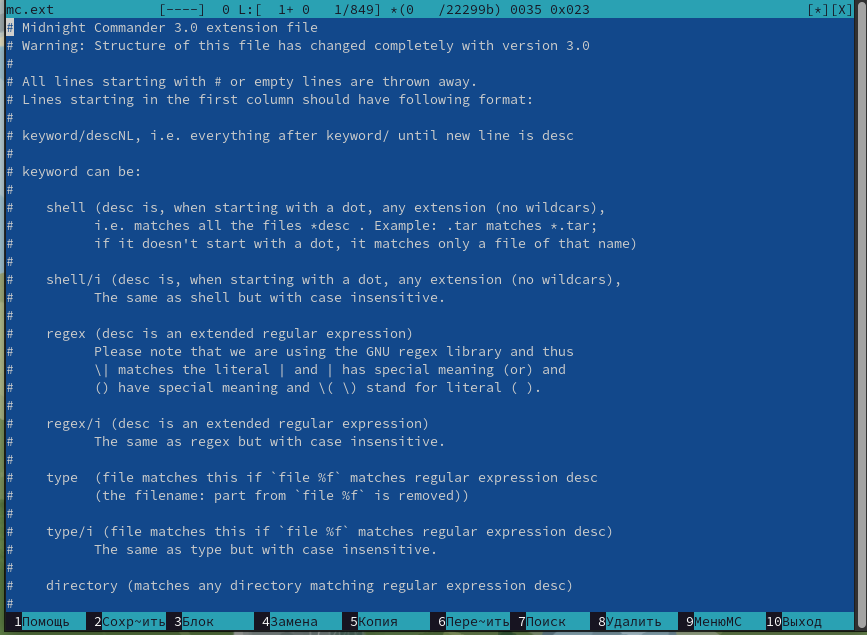 mc.ext [----] 0 L:[ 1+ 0 1/849] *(0 /22299b) 0035 0x023 [*][X]
# Midnight Commander 3.0 extension file
# Warning: Structure of this file has changed completely with version 3.0
#
# All lines starting with # or empty lines are thrown away.
# Lines starting in the first column should have following format:
#
# keyword/descNL, i.e. everything after keyword/ until new line is desc
#
# keyword can be:
#
# shell (desc is, when starting with a dot, any extension (no wildcars),
# i.e. matches all the files *desc . Example: .tar matches *.tar;
# if it doesn't start with a dot, it matches only a file of that name)
#
# shell/i (desc is, when starting with a dot, any extension (no wildcars),
# The same as shell but with case insensitive.
#
# regex (desc is an extended regular expression)
# Please note that we are using the GNU regex library and thus
# \| matches the literal | and | has special meaning (or) and
# () have special meaning and \( \) stand for literal ( ).
#
# regex/i (desc is an extended regular expression)
# The same as regex but with case insensitive.
#
# type (file matches this if `file %f` matches regular expression desc
# (the filename: part from `file %f` is removed))
#
# type/i (file matches this if `file %f` matches regular expression desc)
# The same as type but with case insensitive.
#
# directory (matches any directory matching regular expression desc)
#
1Помощь 2Сохр~ить 3Блок 4Замена 5Копия 6Пере~ить 7Поиск 8Удалить 9МенюMC 10Выход